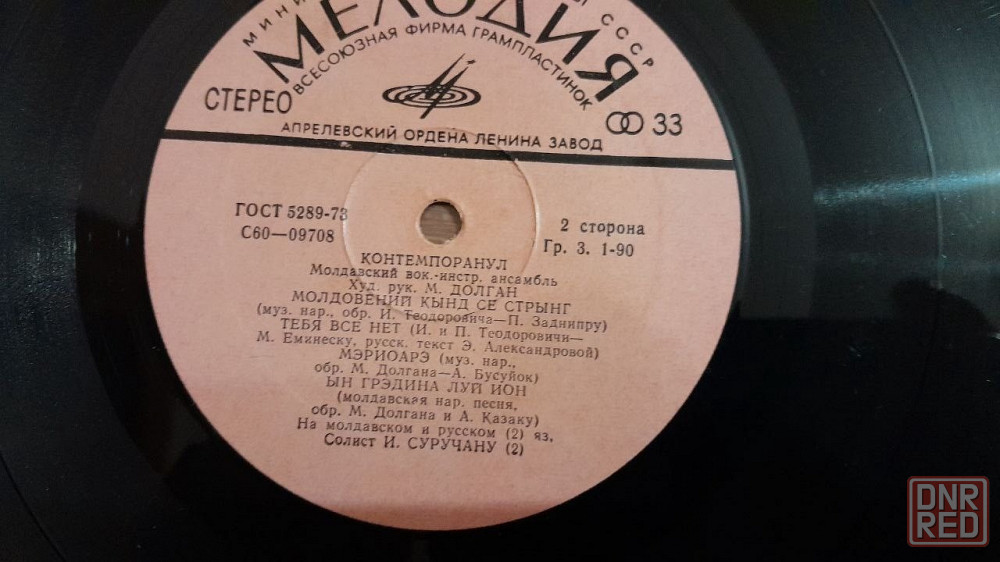 МИНИ
СССР
МЕЛОДИЯ
ВСЕСОЮЗНАЯ ФИРМА ГРАМПЛАСТИНОК
СТЕРЕО
33
АПРЕЛЕВСКИЙ ОРДЕНА ЛЕНИНА ЗАВОД
ГОСТ 5289-73
С60—09708
2 сторона
Гр. 3. 1-90
КОНТЕМПОРАНУЛ
Молдавский вок.-инстр. ансамбль
Худ. рук. М. ДОЛГАН
МОЛДОВЕНИЙ КЫНД СЕ СТРЫНГ
(муз. нар., обр. И. Теодоровича—П. Заднипру)
ТЕБЯ ВСЕ НЕТ (И. и П. Теодоровичи—
М. Еминеску, русск. текст Э. Александровой)
МЭРИОАРЭ (муз. нар.,
обр. М. Долгана—А. Бусуйок)
ЫН ГРЭДИНА ЛУЙ ИОН
(молдавская нар. песня,
обр. М. Долгана и А. Казаку)
На молдавском и русском (2) яз.
Солист И. СУРУЧАНУ (2)
DNR
RED